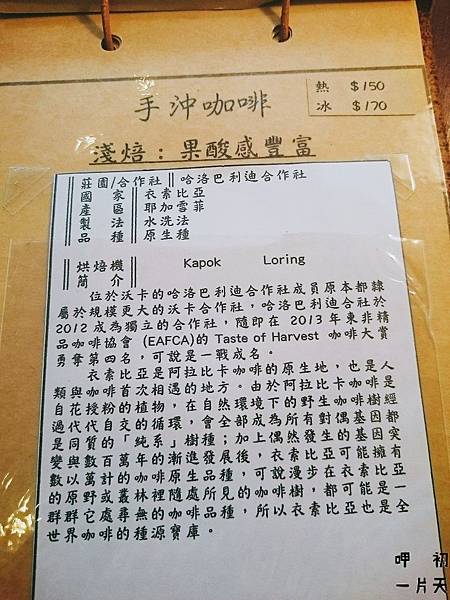 手沖咖啡
熱 $150
冰 $170
淺焙：果酸感豐富
莊園/合作社 哈洛巴利迪合作社
國家 衣索比亞
產區 耶加雪菲
製法 水洗法
品種 原生種
烘焙機 Kapok Loring
簡介
位於沃卡的哈洛巴利迪合作社成員原本都隸
屬於規模更大的沃卡合作社，哈洛巴利迪合作社於
2012 成為獨立的合作社，隨即在 2013 年東非精
品咖啡協會 (EAFCA)的 Taste of Harvest 咖啡大賞
勇奪第四名，可說是一戰成名。
衣索比亞是阿拉比卡咖啡的原生地，也是人
類與咖啡首次相遇的地方。由於阿拉比卡咖啡是
自花授粉的植物，在自然環境下的野生咖啡樹經
過代代自交的循環，會全部成為所有對偶基因都
是同質的「純系」樹種；加上偶然發生的基因突
變與數百萬年的漸進發展後，衣索比亞可能擁有
數以萬計的咖啡原生品種，可說漫步在衣索比亞
的原野或叢林裡隨處所見的咖啡樹，都可能是一
群群它處尋無的咖啡品種，所以衣索比亞也是全
世界咖啡的種源寶庫。
呷 初
一片天